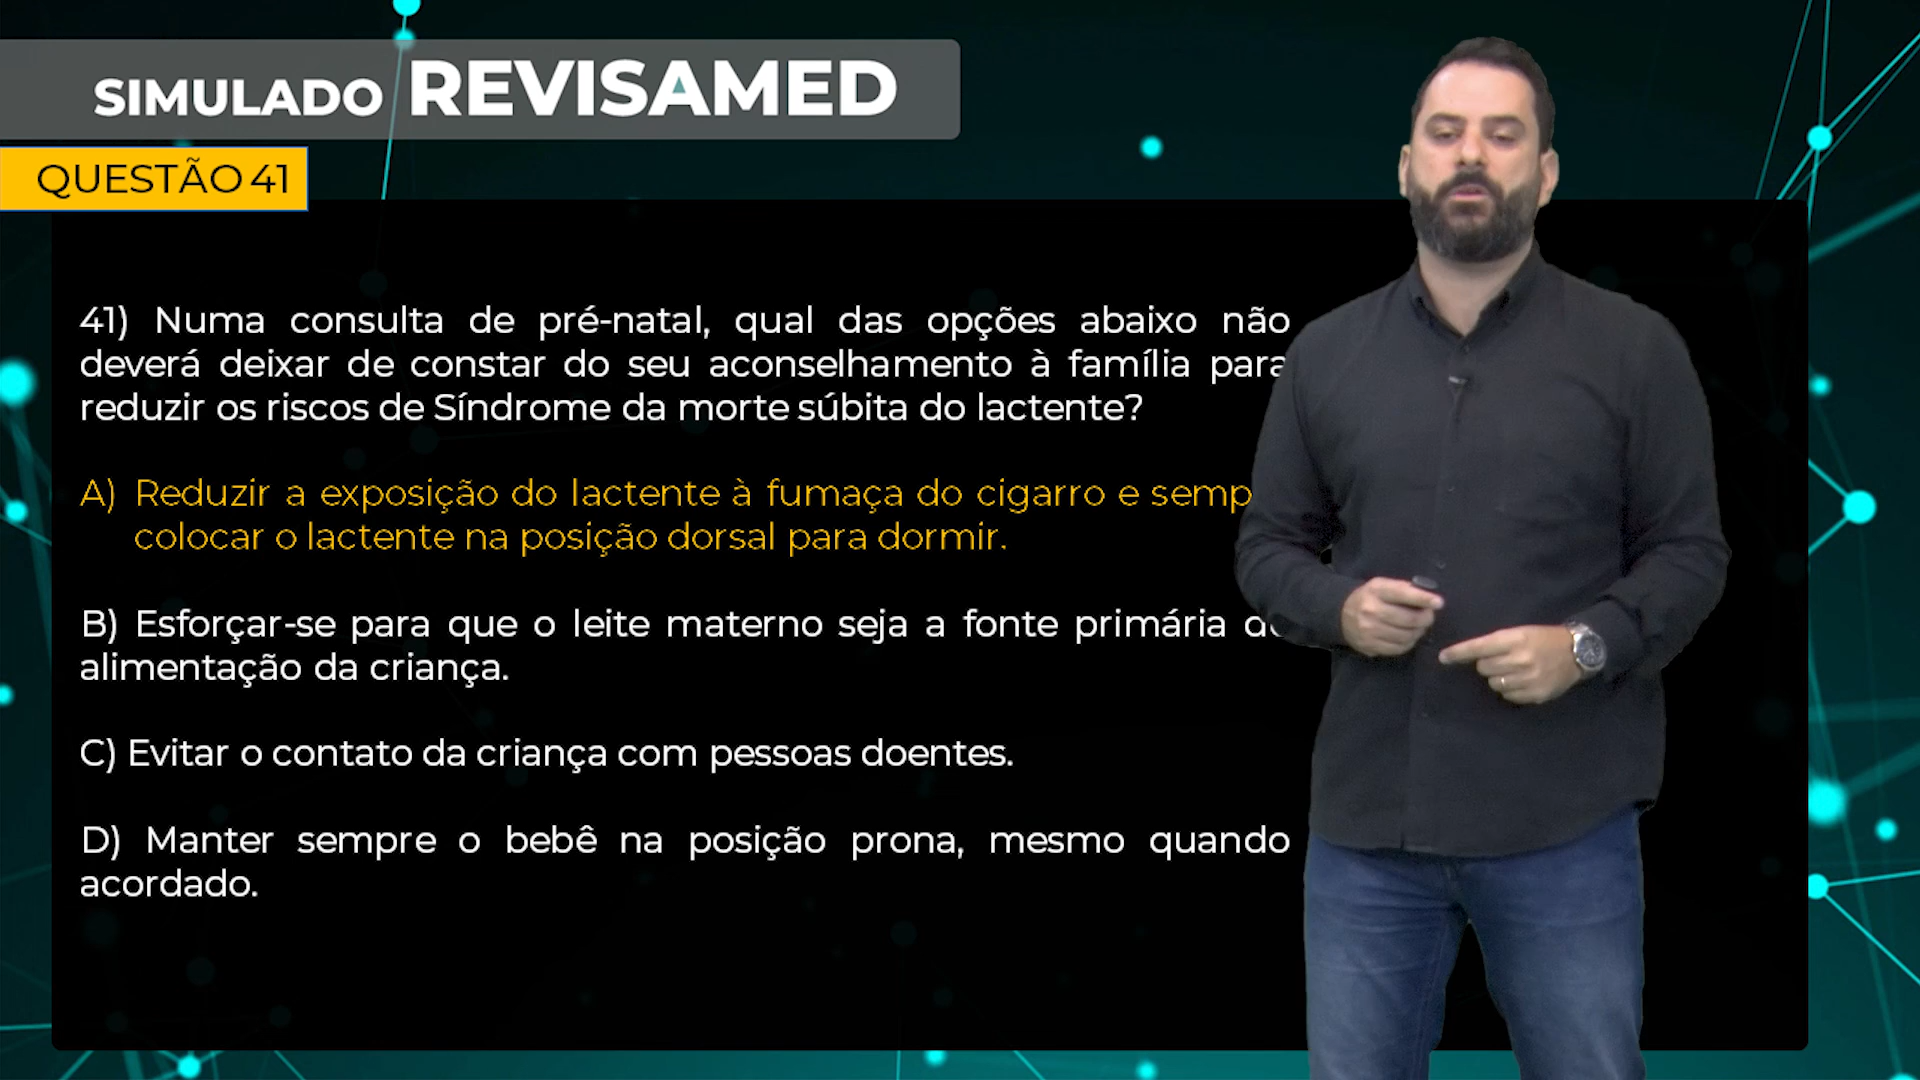 SIMULADO REVISAMED
QUESTÃO 41
41) Numa consulta de pré-natal, qual das opções abaixo não
deverá deixar de constar do seu aconselhamento à família para
reduzir os riscos de Síndrome da morte súbita do lactente?
A) Reduzir a exposição do lactente à fumaça do cigarro e semp
colocar o lactente na posição dorsal para dormir.
B) Esforçar-se para que o leite materno seja a fonte primária de
alimentação da criança.
C) Evitar o contato da criança com pessoas doentes.
D) Manter sempre o bebê na posição prona, mesmo quando
acordado.